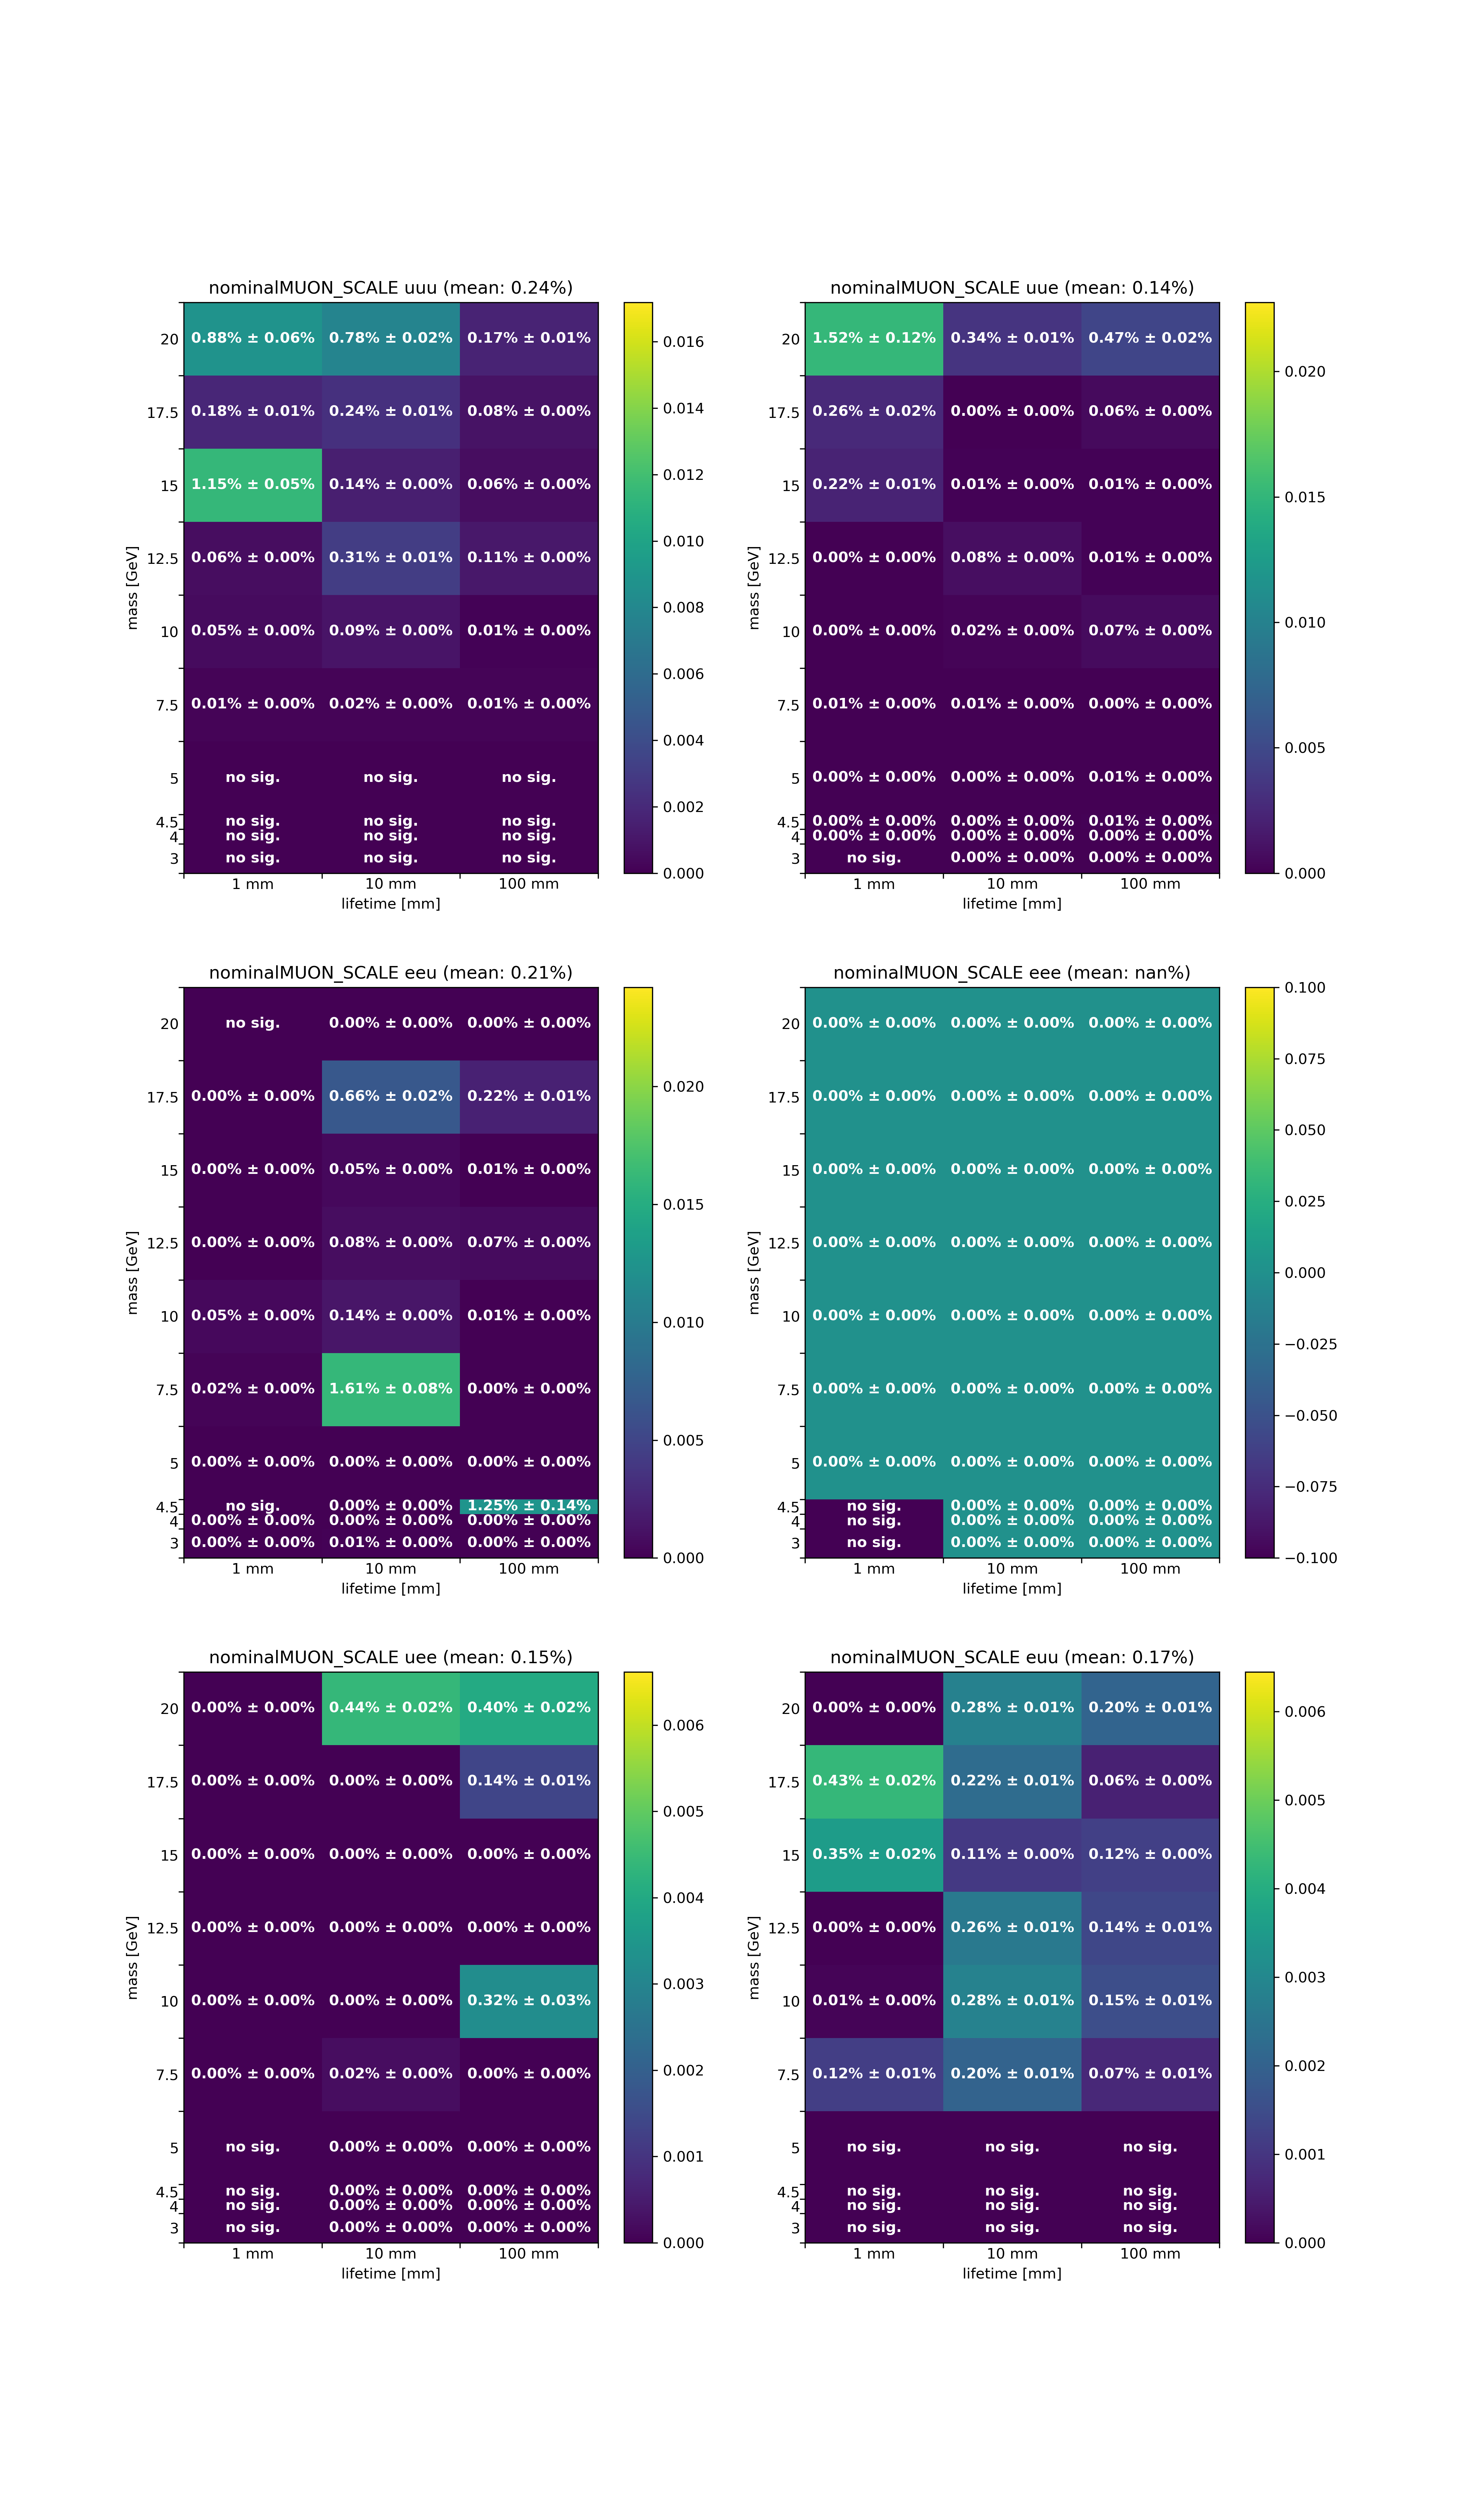 nominalMUON_SCALE uuu (mean: 0.24%)
20 0.88% ± 0.06% 0.78% ± 0.02% 0.17% ± 0.01%
17.5 0.18% ± 0.01% 0.24% ± 0.01% 0.08% ± 0.00%
15 1.15% ± 0.05% 0.14% ± 0.00% 0.06% ± 0.00%
12.5 0.06% ± 0.00% 0.31% ± 0.01% 0.11% ± 0.00%
10 0.05% ± 0.00% 0.09% ± 0.00% 0.01% ± 0.00%
7.5 0.01% ± 0.00% 0.02% ± 0.00% 0.01% ± 0.00%
5 no sig. no sig. no sig.
4.5 no sig. no sig. no sig.
4 no sig. no sig. no sig.
3 no sig. no sig. no sig.
1 mm 10 mm 100 mm
lifetime [mm]
mass [GeV]
0.016
0.014
0.012
0.010
0.008
0.006
0.004
0.002
0.000
nominalMUON_SCALE uue (mean: 0.14%)
20 1.52% ± 0.12% 0.34% ± 0.01% 0.47% ± 0.02%
17.5 0.26% ± 0.02% 0.00% ± 0.00% 0.06% ± 0.00%
15 0.22% ± 0.01% 0.01% ± 0.00% 0.01% ± 0.00%
12.5 0.00% ± 0.00% 0.08% ± 0.00% 0.01% ± 0.00%
10 0.00% ± 0.00% 0.02% ± 0.00% 0.07% ± 0.00%
7.5 0.01% ± 0.00% 0.01% ± 0.00% 0.00% ± 0.00%
5 0.00% ± 0.00% 0.00% ± 0.00% 0.01% ± 0.00%
4.5 0.00% ± 0.00% 0.00% ± 0.00% 0.01% ± 0.00%
4 0.00% ± 0.00% 0.00% ± 0.00% 0.00% ± 0.00%
3 no sig. 0.00% ± 0.00% 0.00% ± 0.00%
1 mm 10 mm 100 mm
lifetime [mm]
mass [GeV]
0.020
0.015
0.010
0.005
0.000
nominalMUON_SCALE eeu (mean: 0.21%)
20 no sig. 0.00% ± 0.00% 0.00% ± 0.00%
17.5 0.00% ± 0.00% 0.66% ± 0.02% 0.22% ± 0.01%
15 0.00% ± 0.00% 0.05% ± 0.00% 0.01% ± 0.00%
12.5 0.00% ± 0.00% 0.08% ± 0.00% 0.07% ± 0.00%
10 0.05% ± 0.00% 0.14% ± 0.00% 0.01% ± 0.00%
7.5 0.02% ± 0.00% 1.61% ± 0.08% 0.00% ± 0.00%
5 0.00% ± 0.00% 0.00% ± 0.00% 0.00% ± 0.00%
4.5 no sig. 0.00% ± 0.00% 1.25% ± 0.14%
4 0.00% ± 0.00% 0.00% ± 0.00% 0.00% ± 0.00%
3 0.00% ± 0.00% 0.01% ± 0.00% 0.00% ± 0.00%
1 mm 10 mm 100 mm
lifetime [mm]
mass [GeV]
0.020
0.015
0.010
0.005
0.000
nominalMUON_SCALE eee (mean: nan%)
20 0.00% ± 0.00% 0.00% ± 0.00% 0.00% ± 0.00%
17.5 0.00% ± 0.00% 0.00% ± 0.00% 0.00% ± 0.00%
15 0.00% ± 0.00% 0.00% ± 0.00% 0.00% ± 0.00%
12.5 0.00% ± 0.00% 0.00% ± 0.00% 0.00% ± 0.00%
10 0.00% ± 0.00% 0.00% ± 0.00% 0.00% ± 0.00%
7.5 0.00% ± 0.00% 0.00% ± 0.00% 0.00% ± 0.00%
5 0.00% ± 0.00% 0.00% ± 0.00% 0.00% ± 0.00%
4.5 no sig. 0.00% ± 0.00% 0.00% ± 0.00%
4 no sig. 0.00% ± 0.00% 0.00% ± 0.00%
3 no sig. 0.00% ± 0.00% 0.00% ± 0.00%
1 mm 10 mm 100 mm
lifetime [mm]
mass [GeV]
0.100
0.075
0.050
0.025
0.000
−0.025
−0.050
−0.075
−0.100
nominalMUON_SCALE uee (mean: 0.15%)
20 0.00% ± 0.00% 0.44% ± 0.02% 0.40% ± 0.02%
17.5 0.00% ± 0.00% 0.00% ± 0.00% 0.14% ± 0.01%
15 0.00% ± 0.00% 0.00% ± 0.00% 0.00% ± 0.00%
12.5 0.00% ± 0.00% 0.00% ± 0.00% 0.00% ± 0.00%
10 0.00% ± 0.00% 0.00% ± 0.00% 0.32% ± 0.03%
7.5 0.00% ± 0.00% 0.02% ± 0.00% 0.00% ± 0.00%
5 no sig. 0.00% ± 0.00% 0.00% ± 0.00%
4.5 no sig. 0.00% ± 0.00% 0.00% ± 0.00%
4 no sig. 0.00% ± 0.00% 0.00% ± 0.00%
3 no sig. 0.00% ± 0.00% 0.00% ± 0.00%
1 mm 10 mm 100 mm
lifetime [mm]
mass [GeV]
0.006
0.005
0.004
0.003
0.002
0.001
0.000
nominalMUON_SCALE euu (mean: 0.17%)
20 0.00% ± 0.00% 0.28% ± 0.01% 0.20% ± 0.01%
17.5 0.43% ± 0.02% 0.22% ± 0.01% 0.06% ± 0.00%
15 0.35% ± 0.02% 0.11% ± 0.00% 0.12% ± 0.00%
12.5 0.00% ± 0.00% 0.26% ± 0.01% 0.14% ± 0.01%
10 0.01% ± 0.00% 0.28% ± 0.01% 0.15% ± 0.01%
7.5 0.12% ± 0.01% 0.20% ± 0.01% 0.07% ± 0.01%
5 no sig. no sig. no sig.
4.5 no sig. no sig. no sig.
4 no sig. no sig. no sig.
3 no sig. no sig. no sig.
1 mm 10 mm 100 mm
lifetime [mm]
mass [GeV]
0.006
0.005
0.004
0.003
0.002
0.001
0.000